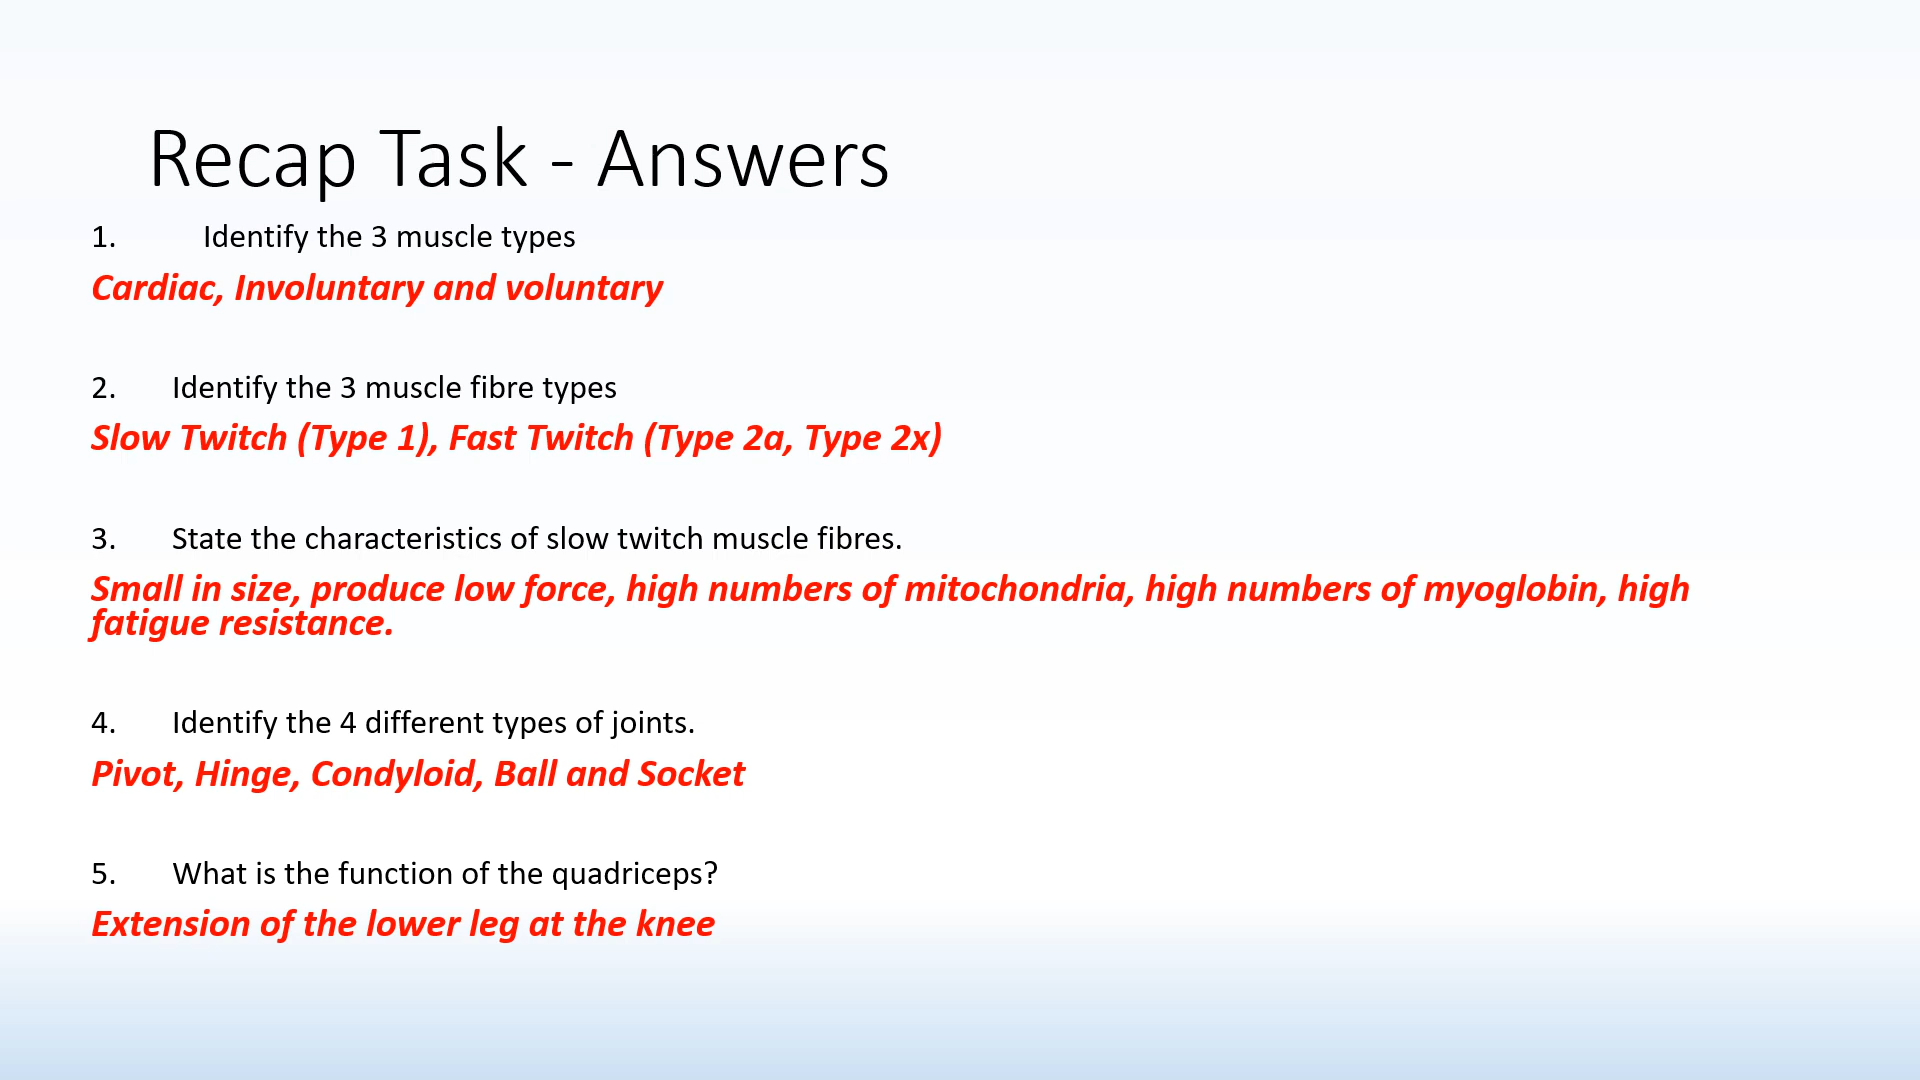 Recap Task - Answers
1. Identify the 3 muscle types
Cardiac, Involuntary and voluntary
2. Identify the 3 muscle fibre types
Slow Twitch (Type 1), Fast Twitch (Type 2a, Type 2x)
3. State the characteristics of slow twitch muscle fibres.
Small in size, produce low force, high numbers of mitochondria, high numbers of myoglobin, high
fatigue resistance.
4. Identify the 4 different types of joints.
Pivot, Hinge, Condyloid, Ball and Socket
5. What is the function of the quadriceps?
Extension of the lower leg at the knee